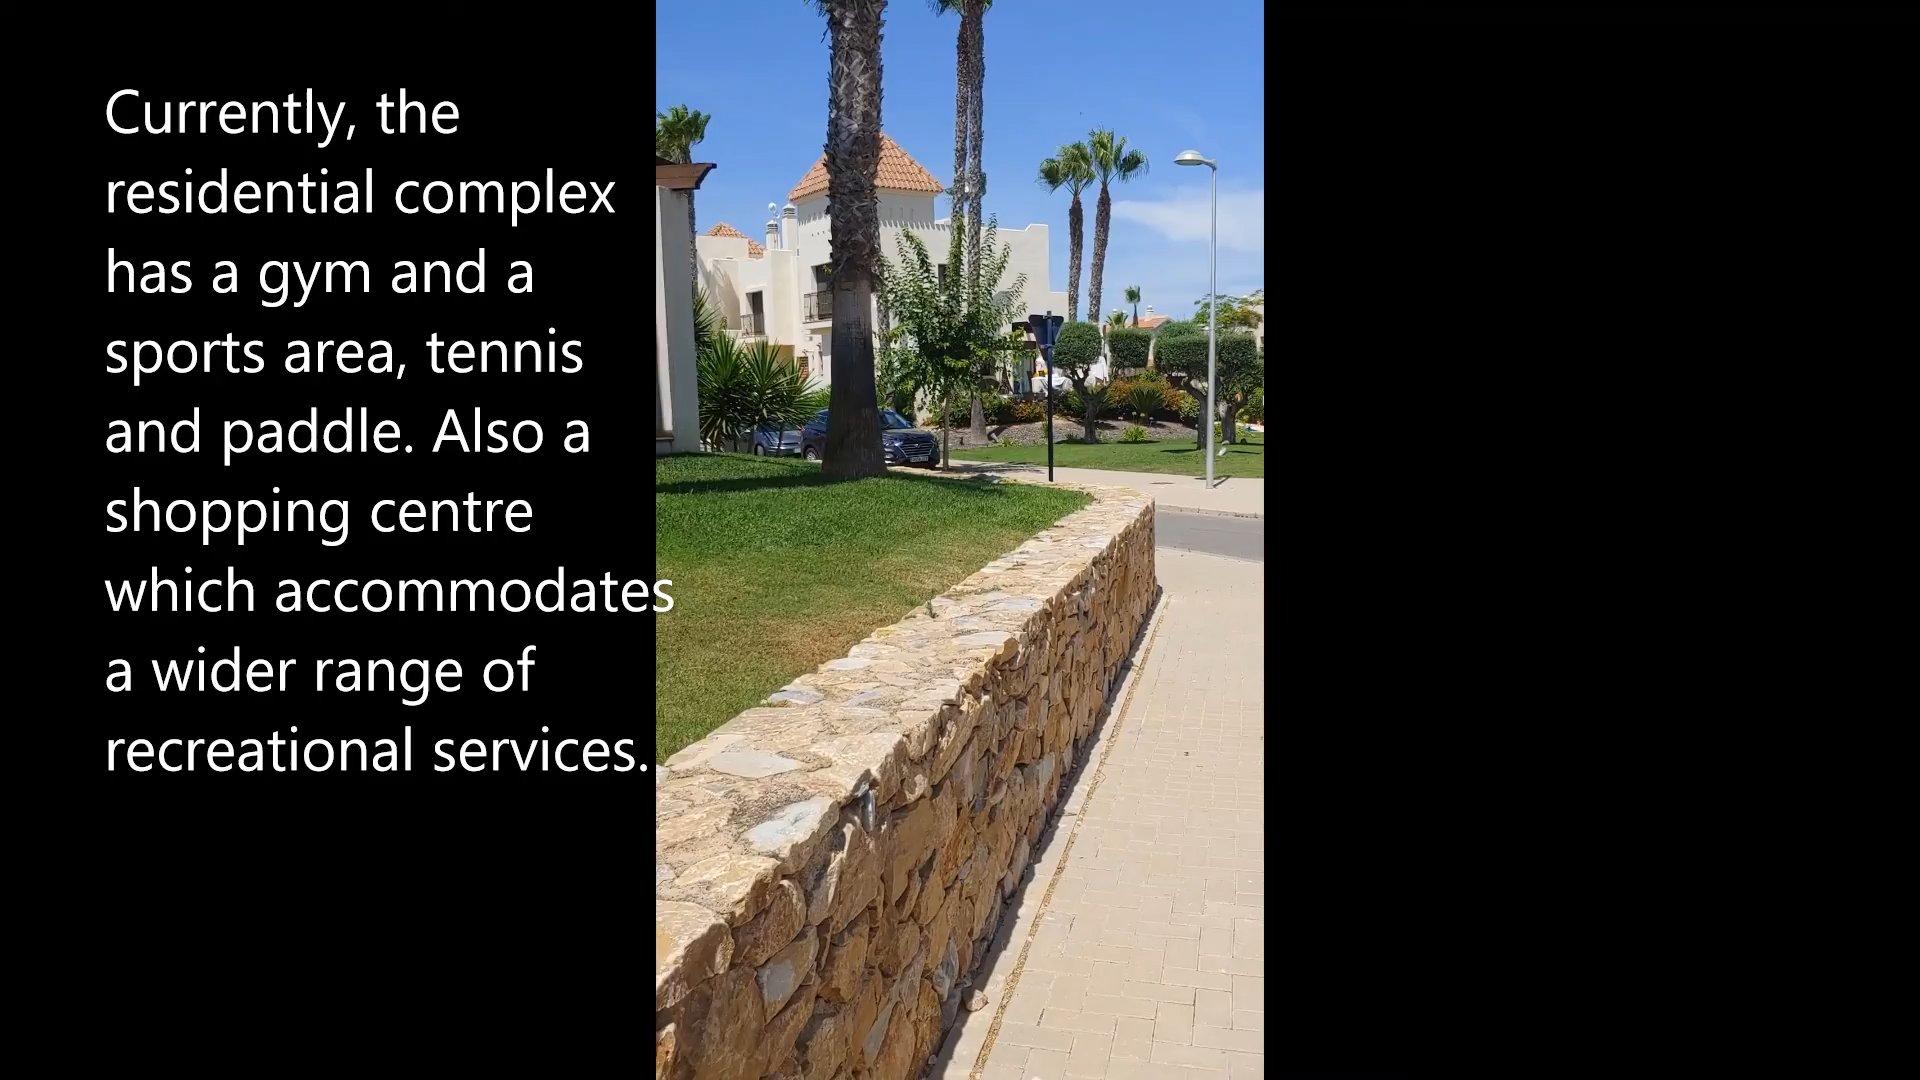 Currently, the
residential complex
has a gym and a
sports area, tennis
and paddle. Also a
shopping centre
which accommodates
a wider range of
recreational services.